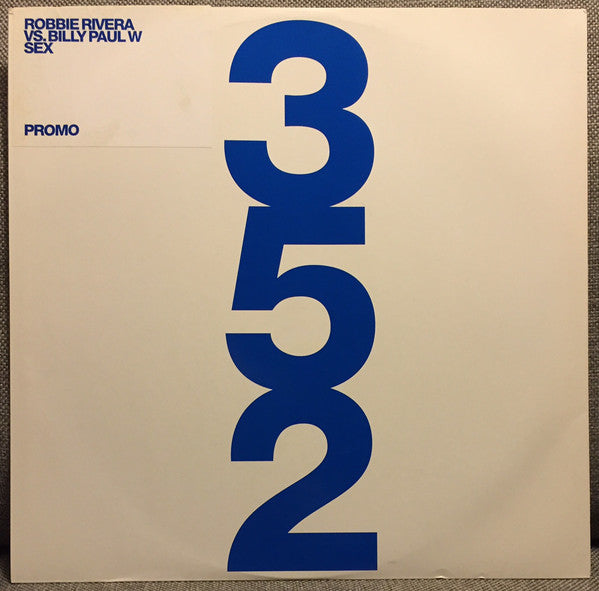 ROBBIE RIVERA
VS. BILLY PAUL W
SEX
PROMO
3
5
2